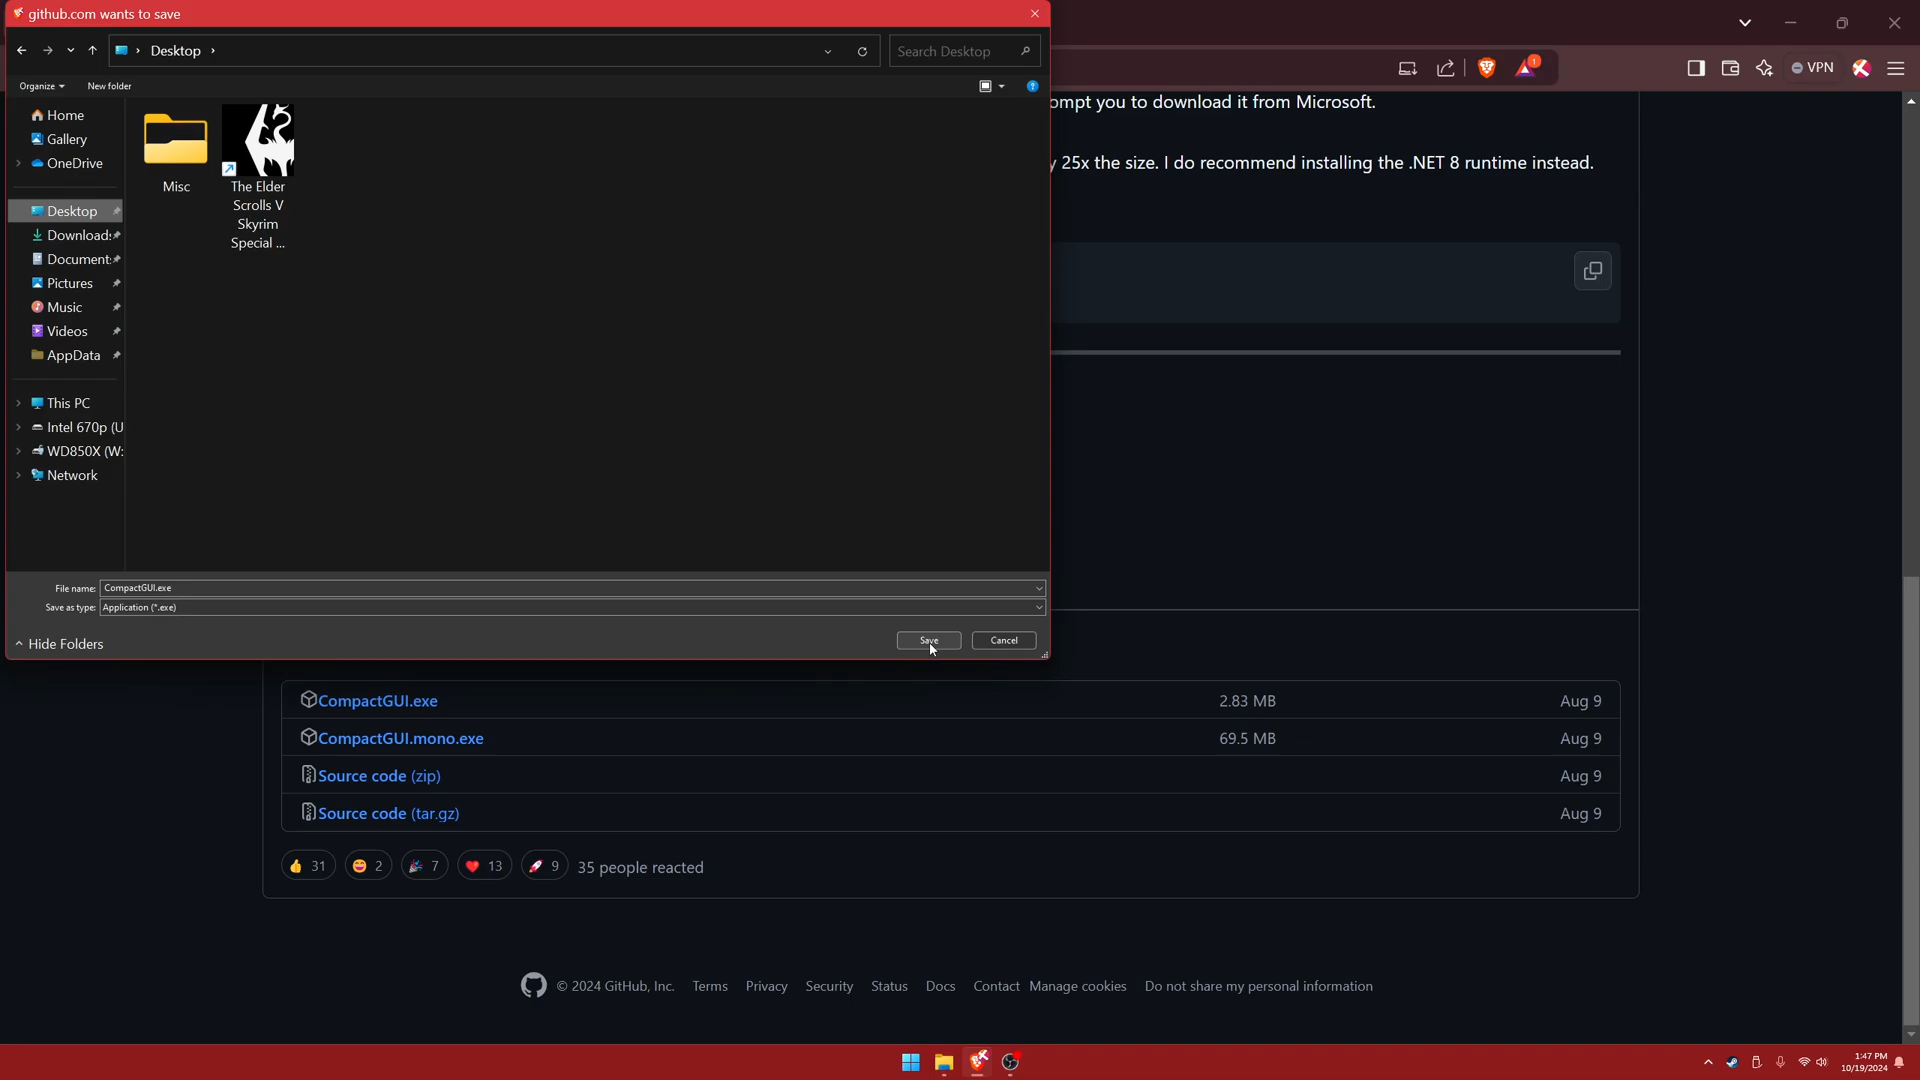 github.com wants to save
Desktop
Search Desktop
Organize
New folder
Home
Gallery
OneDrive
Desktop
Download:
Document:
Pictures
Music
Videos
AppData
This PC
Intel 670p (U
WD850X (W:
Network
Misc
The Elder
Scrolls V
Skyrim
Special ...
File name:
CompactGUI.exe
Save as type:
Application (*.exe)
Hide Folders
Save
Cancel
1
VPN
ompt you to download it from Microsoft.
25x the size. I do recommend installing the .NET 8 runtime instead.
CompactGUI.exe
2.83 MB
Aug 9
CompactGUI.mono.exe
69.5 MB
Aug 9
Source code (zip)
Aug 9
Source code (tar.gz)
Aug 9
31
2
7
13
9
35 people reacted
© 2024 GitHub, Inc.
Terms
Privacy
Security
Status
Docs
Contact
Manage cookies
Do not share my personal information
1:47 PM
10/19/2024